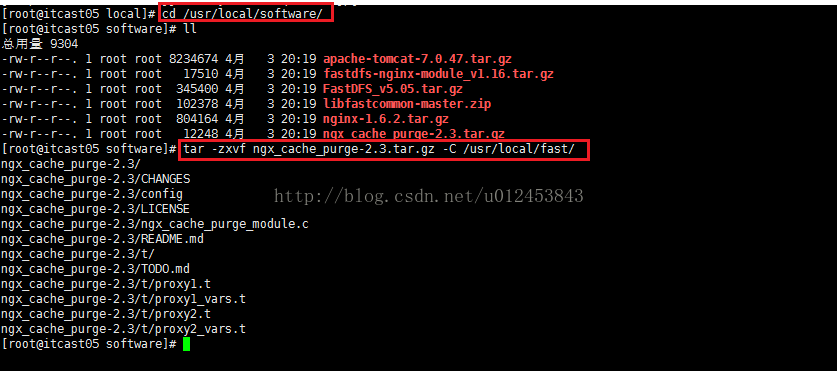 [root@itcast05 local]# cd /usr/local/software/
[root@itcast05 software]# ll
总用量 9304
-rw-r--r--. 1 root root 8234674 4月   3 20:19 apache-tomcat-7.0.47.tar.gz
-rw-r--r--. 1 root root   17510 4月   3 20:19 fastdfs-nginx-module_v1.16.tar.gz
-rw-r--r--. 1 root root  345400 4月   3 20:19 FastDFS_v5.05.tar.gz
-rw-r--r--. 1 root root  102378 4月   3 20:19 libfastcommon-master.zip
-rw-r--r--. 1 root root  804164 4月   3 20:19 nginx-1.6.2.tar.gz
-rw-r--r--. 1 root root   12248 4月   3 20:19 ngx_cache_purge-2.3.tar.gz
[root@itcast05 software]# tar -zxvf ngx_cache_purge-2.3.tar.gz -C /usr/local/fast/
ngx_cache_purge-2.3/
ngx_cache_purge-2.3/CHANGES
ngx_cache_purge-2.3/config
http://blog.csdn.net/u012453843
ngx_cache_purge-2.3/LICENSE
ngx_cache_purge-2.3/ngx_cache_purge_module.c
ngx_cache_purge-2.3/README.md
ngx_cache_purge-2.3/t/
ngx_cache_purge-2.3/TODO.md
ngx_cache_purge-2.3/t/proxy1.t
ngx_cache_purge-2.3/t/proxy1_vars.t
ngx_cache_purge-2.3/t/proxy2.t
ngx_cache_purge-2.3/t/proxy2_vars.t
[root@itcast05 software]#